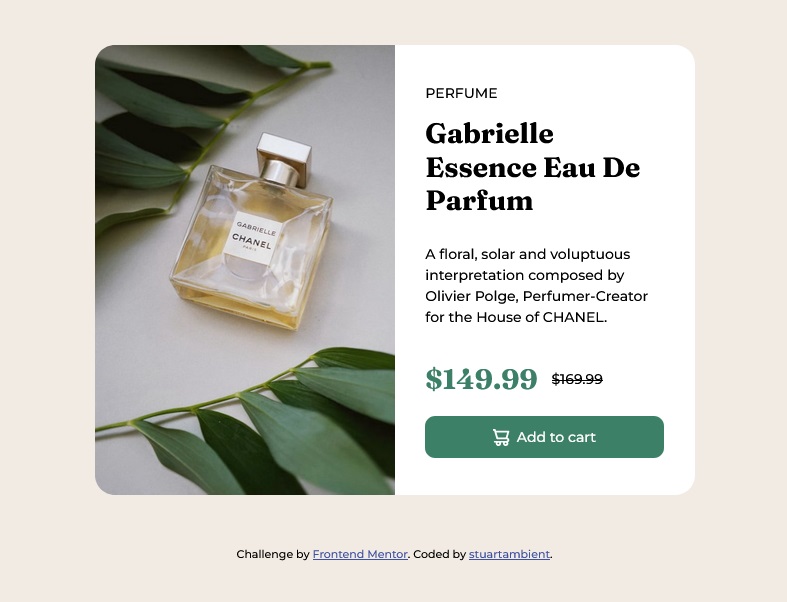 GABRIELLE
CHANEL
PARIS
PERFUME
Gabrielle
Essence Eau De
Parfum
A floral, solar and voluptuous
interpretation composed by
Olivier Polge, Perfumer-Creator
for the House of CHANEL.
$149.99 $169.99
Add to cart
Challenge by Frontend Mentor. Coded by stuartambient.